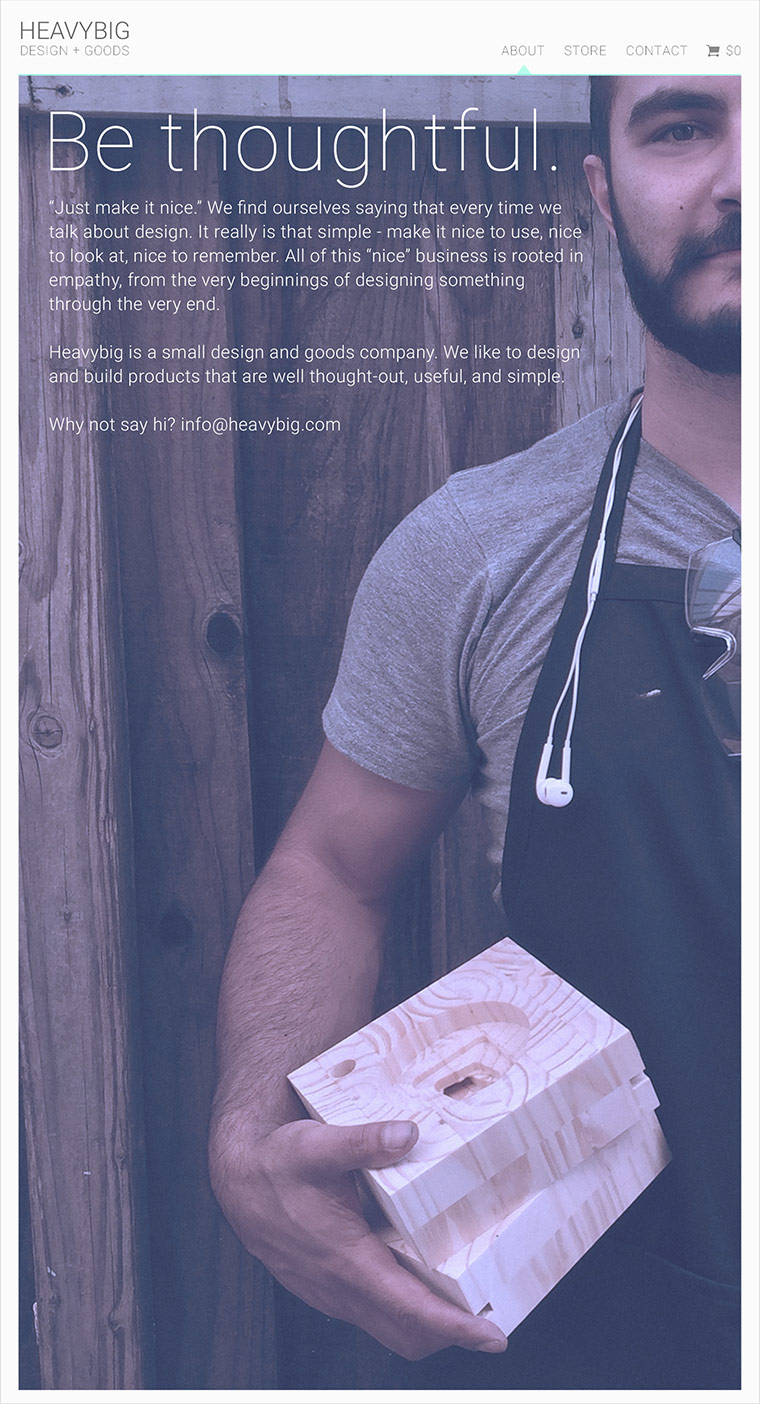 HEAVYBIG
DESIGN + GOODS
ABOUT STORE CONTACT $0
Be thoughtful.
“Just make it nice.” We find ourselves saying that every time we
talk about design. It really is that simple - make it nice to use, nice
to look at, nice to remember. All of this “nice” business is rooted in
empathy, from the very beginnings of designing something
through the very end.
Heavybig is a small design and goods company. We like to design
and build products that are well thought-out, useful, and simple.
Why not say hi? info@heavybig.com